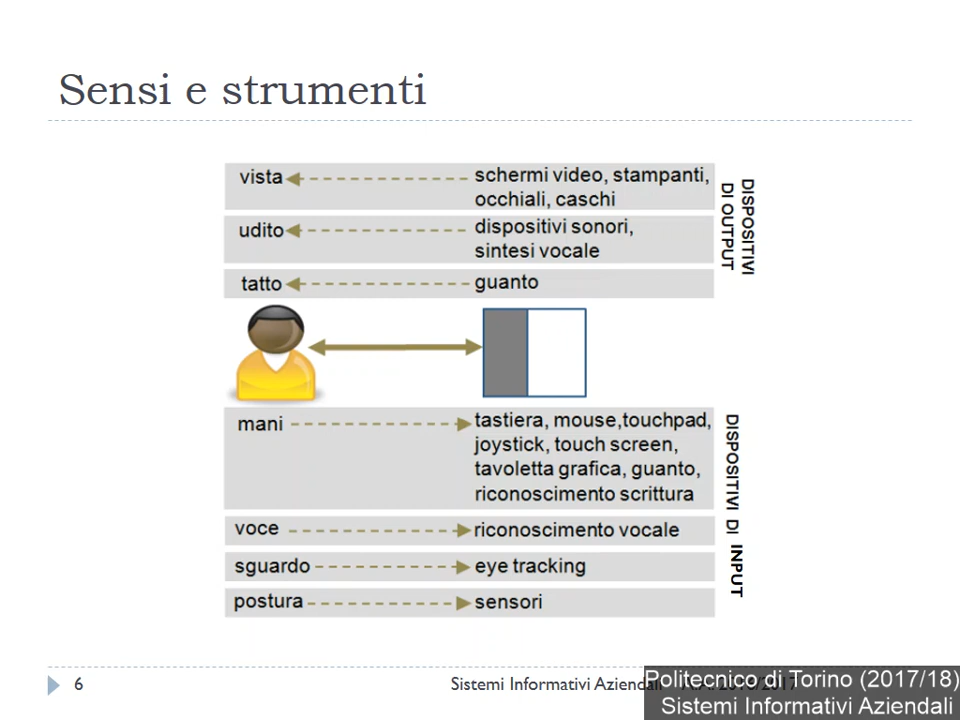 Sensi e strumenti
vista
schermi video, stampanti,
occhiali, caschi
udito
dispositivi sonori,
sintesi vocale
tatto
guanto
DISPOSITIVI
DI OUTPUT
mani
tastiera, mouse,touchpad,
joystick, touch screen,
tavoletta grafica, guanto,
riconoscimento scrittura
voce
riconoscimento vocale
sguardo
eye tracking
postura
sensori
DISPOSITIVI DI INPUT
6
Sistemi Informativi Aziendali
Politecnico di Torino (2017/18)
Sistemi Informativi Aziendali